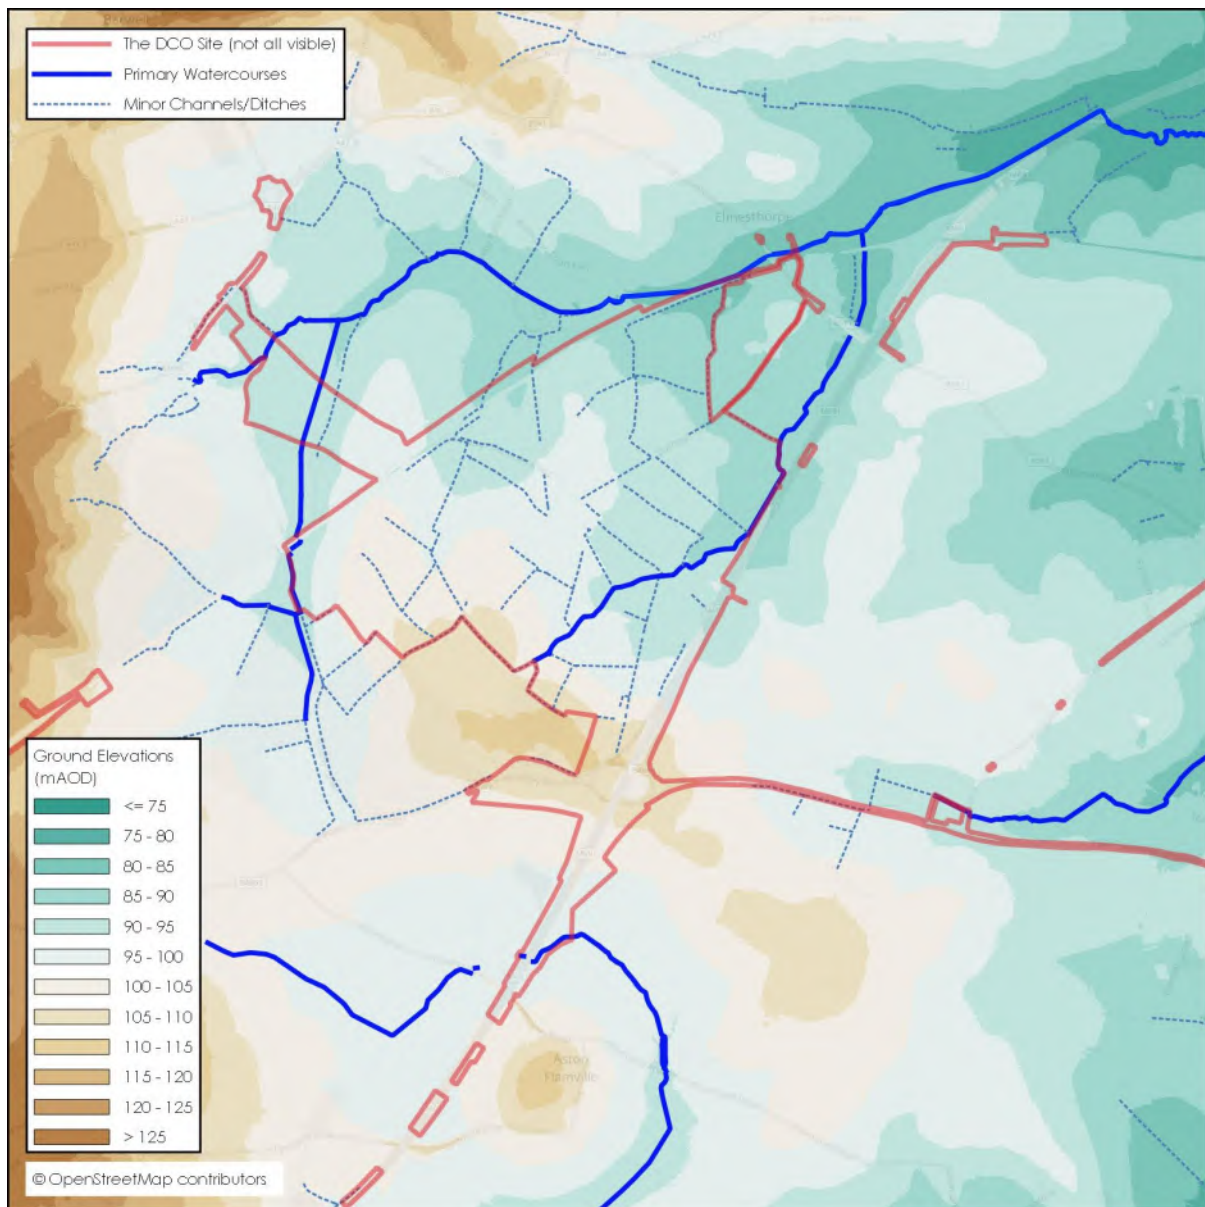 The DCO Site (not all visible)
Primary Watercourses
Minor Channels/Ditches
Elmesthorpe
Ground Elevations
(mAOD)
<= 75
75 - 80
80 - 85
85 - 90
90 - 95
95 - 100
100 - 105
105 - 110
110 - 115
115 - 120
120 - 125
> 125
Aston
Flamville
© OpenStreetMap contributors